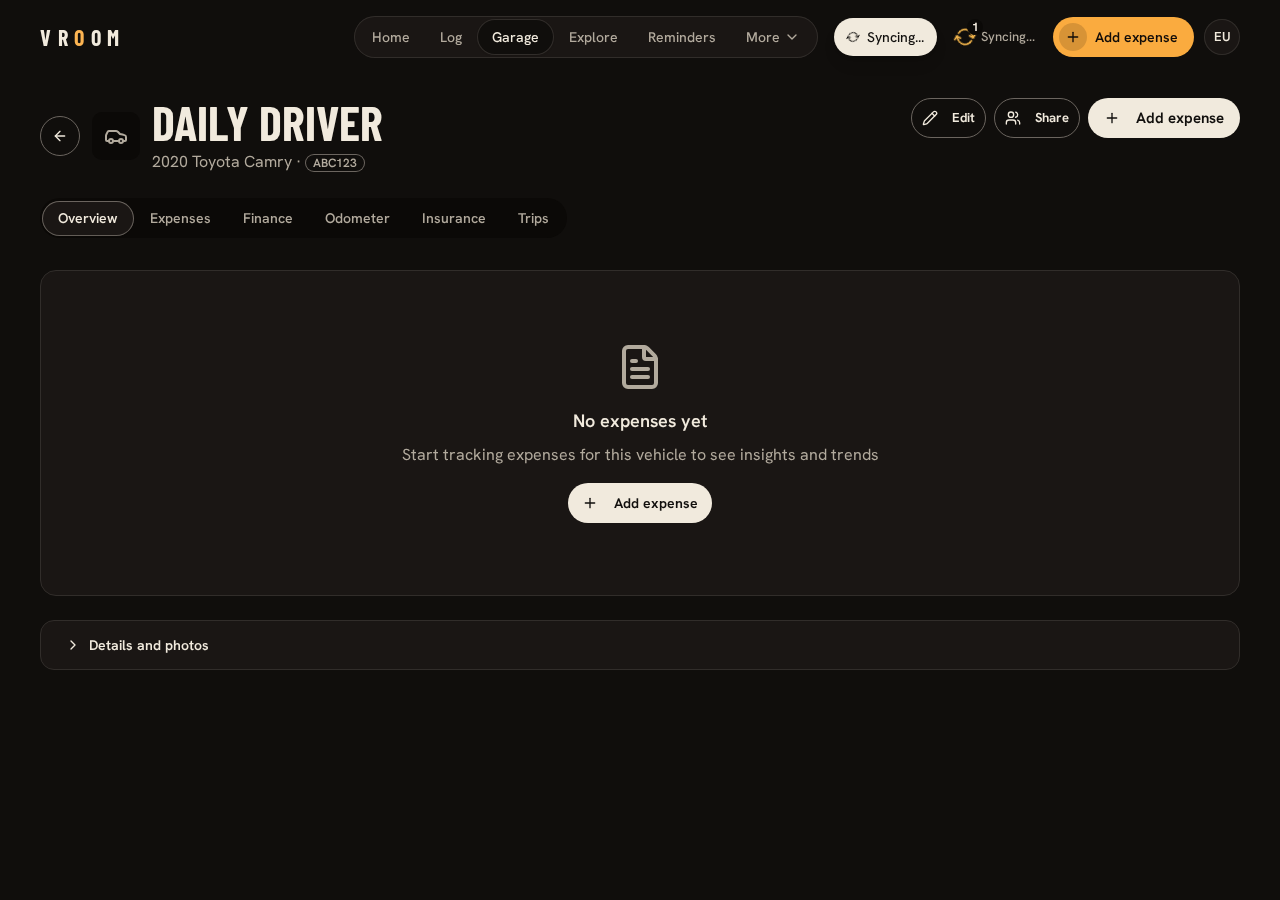 VROOM
Home Log Garage Explore Reminders More Syncing... 1 Syncing... Add expense EU
DAILY DRIVER
2020 Toyota Camry · ABC123
Edit Share Add expense
Overview Expenses Finance Odometer Insurance Trips
No expenses yet
Start tracking expenses for this vehicle to see insights and trends
Add expense
Details and photos